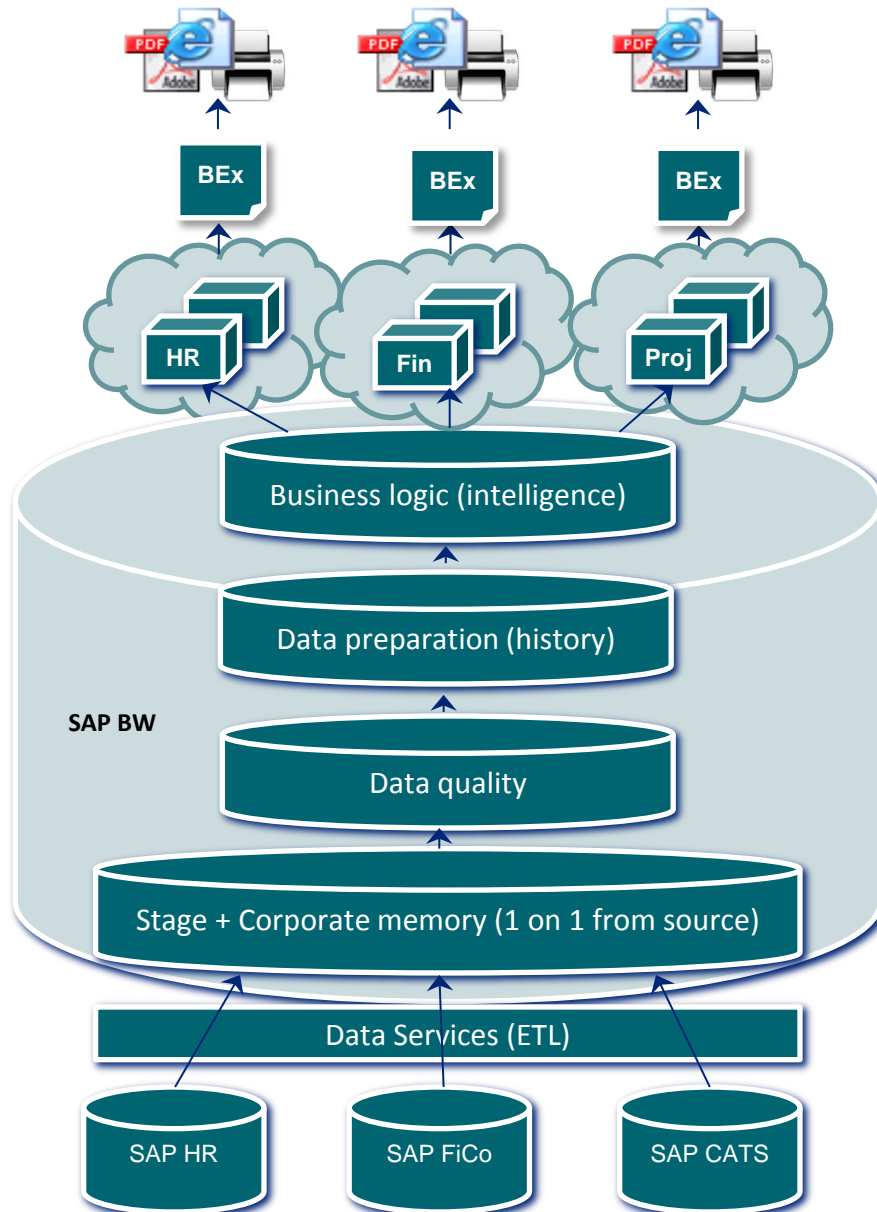 PDF
Adobe
PDF
Adobe
PDF
Adobe
BEx
BEx
BEx
HR
Fin
Proj
Business logic (intelligence)
Data preparation (history)
SAP BW
Data quality
Stage + Corporate memory (1 on 1 from source)
Data Services (ETL)
SAP HR
SAP FiCo
SAP CATS